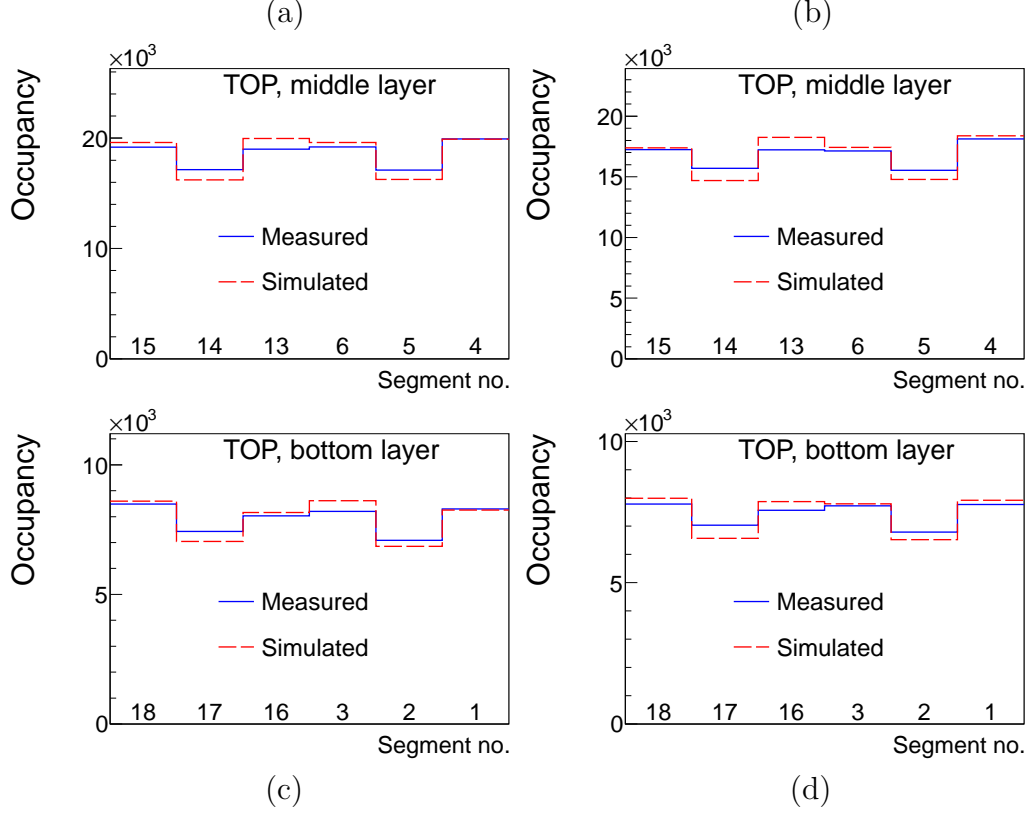 (a) (b)
×10³
TOP, middle layer
Occupancy
20
10
0
Measured
Simulated
15 14 13 6 5 4
Segment no.
×10³
TOP, middle layer
Occupancy
20
15
10
5
0
Measured
Simulated
15 14 13 6 5 4
Segment no.
×10³
TOP, bottom layer
Occupancy
10
5
0
Measured
Simulated
18 17 16 3 2 1
Segment no.
×10³
TOP, bottom layer
Occupancy
10
5
0
Measured
Simulated
18 17 16 3 2 1
Segment no.
(c) (d)